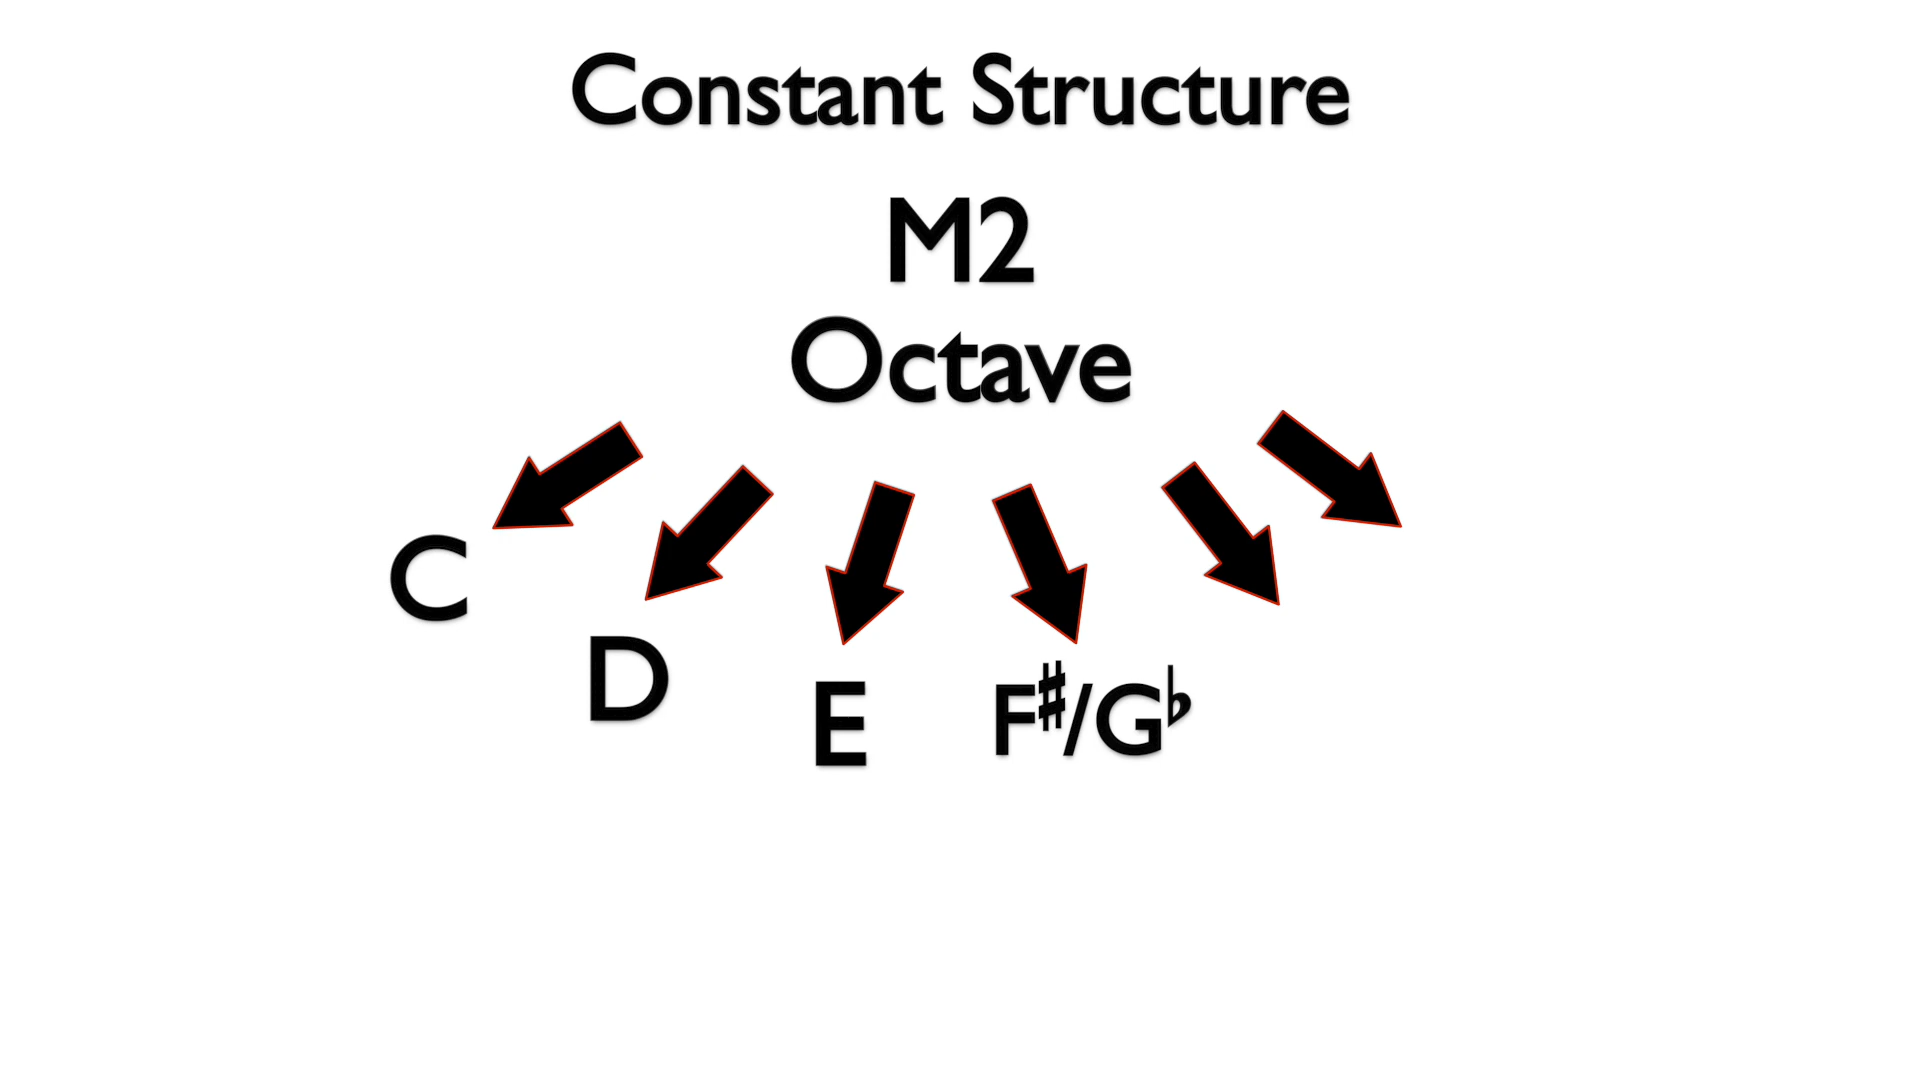 Constant Structure
M2
Octave
C
D
E
F♯/G♭